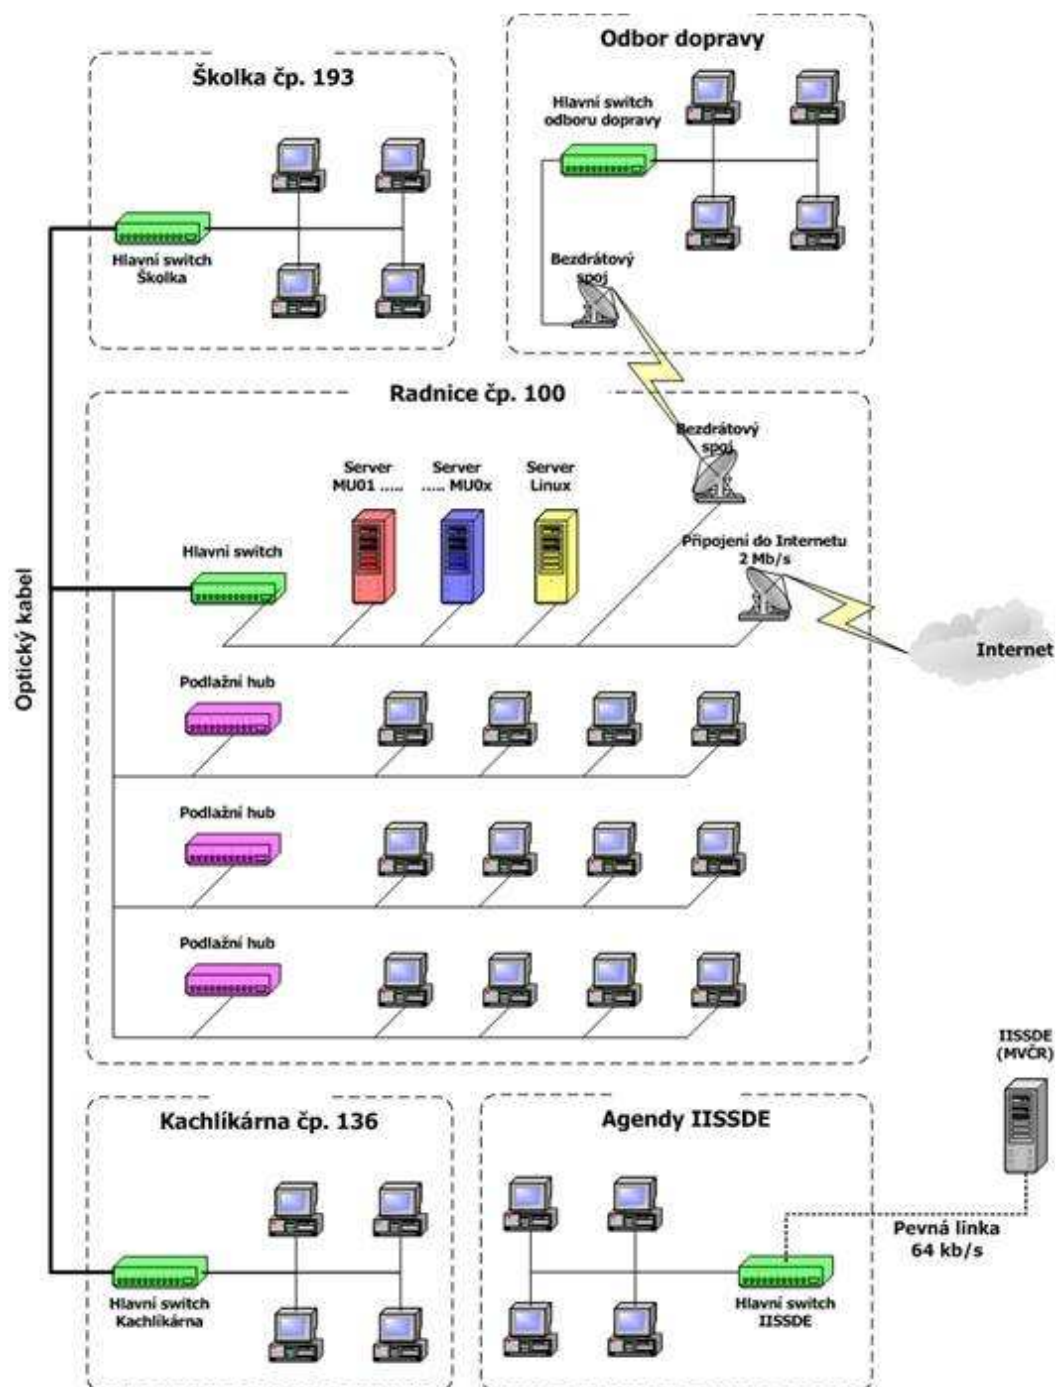 Odbor dopravy
Školka čp. 193
Hlavní switch
odboru dopravy
Hlavní switch
Školka
Bezdrátový
spoj
Radnice čp. 100
Bezdrátový
spoj
Server
MU01 .....
Server
..... MU0x
Server
Linux
Hlavní switch
Připojení do Internetu
2 Mb/s
Internet
Optický kabel
Podlažní hub
Podlažní hub
Podlažní hub
IISSDE
(MVČR)
Kachlíkárna čp. 136
Agendy IISSDE
Pevná linka
64 kb/s
Hlavní switch
Kachlíkárna
Hlavní switch
IISSDE